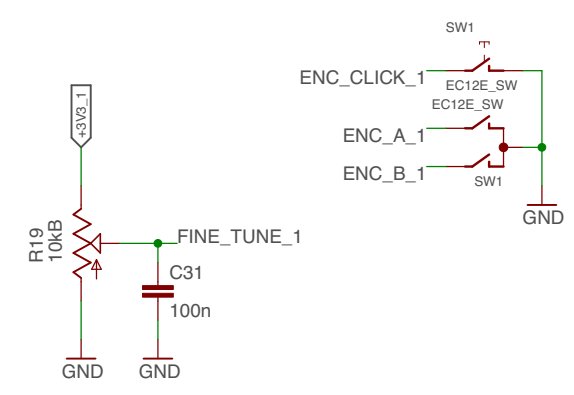 SW1
ENC_CLICK_1
EC12E_SW
EC12E_SW
ENC_A_1
ENC_B_1
SW1
GND
+3V3_1
R19
10kB
FINE_TUNE_1
C31
100n
GND
GND